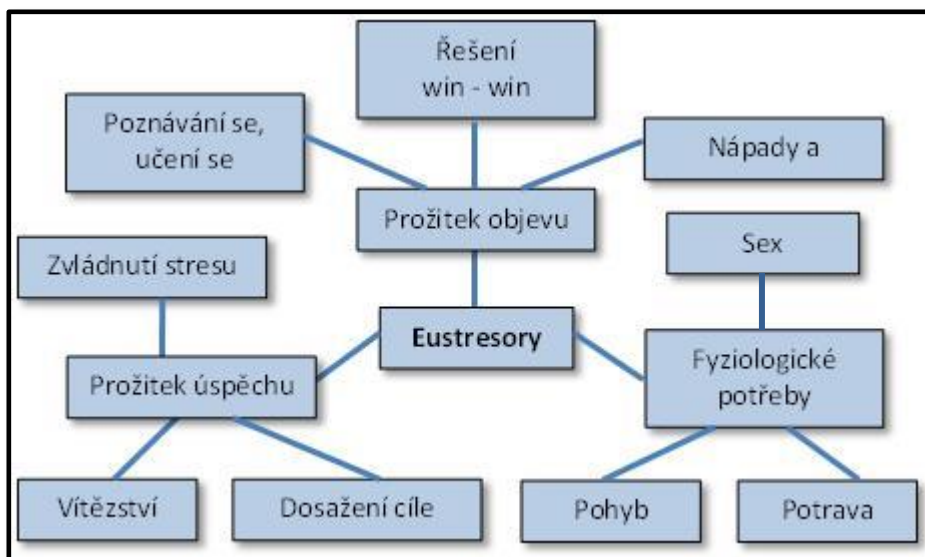 Řešení
win - win
Poznávání se,
učení se
Nápady a
Prožitek objevu
Sex
Zvládnutí stresu
Eustresory
Fyziologické
potřeby
Prožitek úspěchu
Vítězství
Dosažení cíle
Pohyb
Potrava